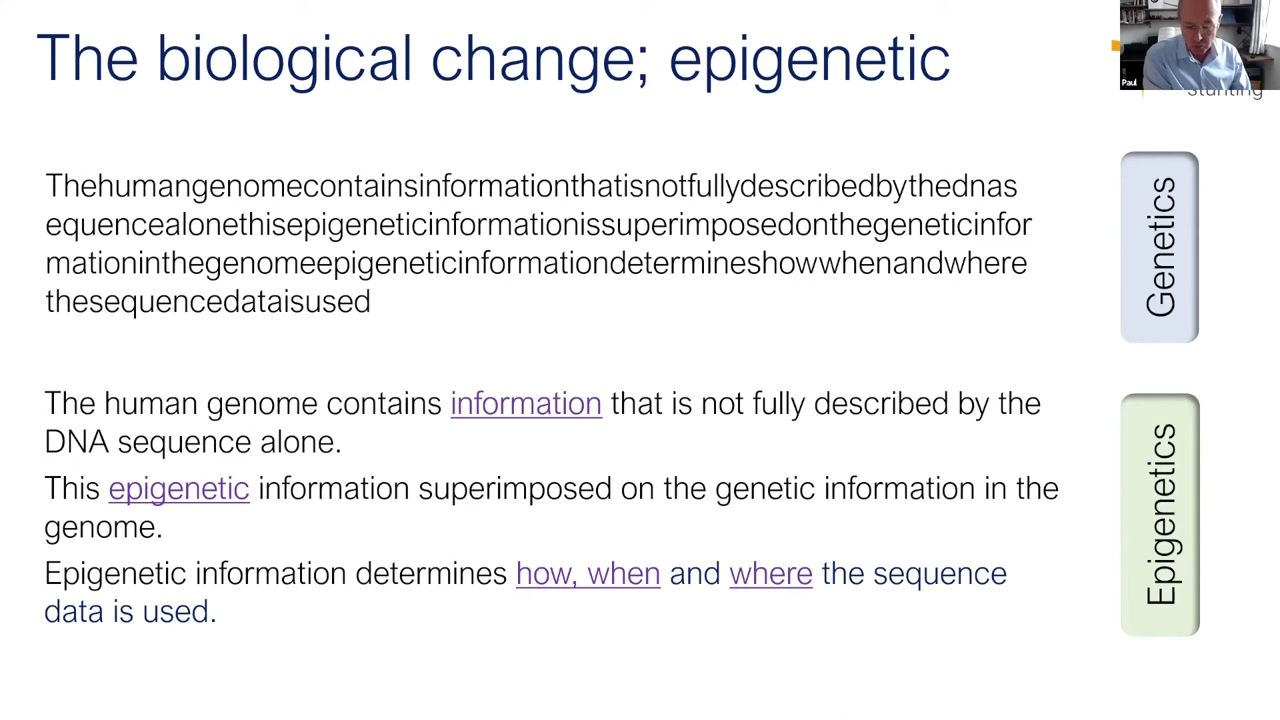 The biological change; epigenetic
Paul
Stunting
Thehumangenomecontainsinformationthatisnotfullydescribedbythednas
equencealonethisepigeneticinformationissuperimposedonthegeneticinfor
mationinthegenomeepigeneticinformationdetermineshowwhenandwhere
thesequencedataisused
Genetics
The human genome contains information that is not fully described by the
DNA sequence alone.
This epigenetic information superimposed on the genetic information in the
genome.
Epigenetic information determines how, when and where the sequence
data is used.
Epigenetics